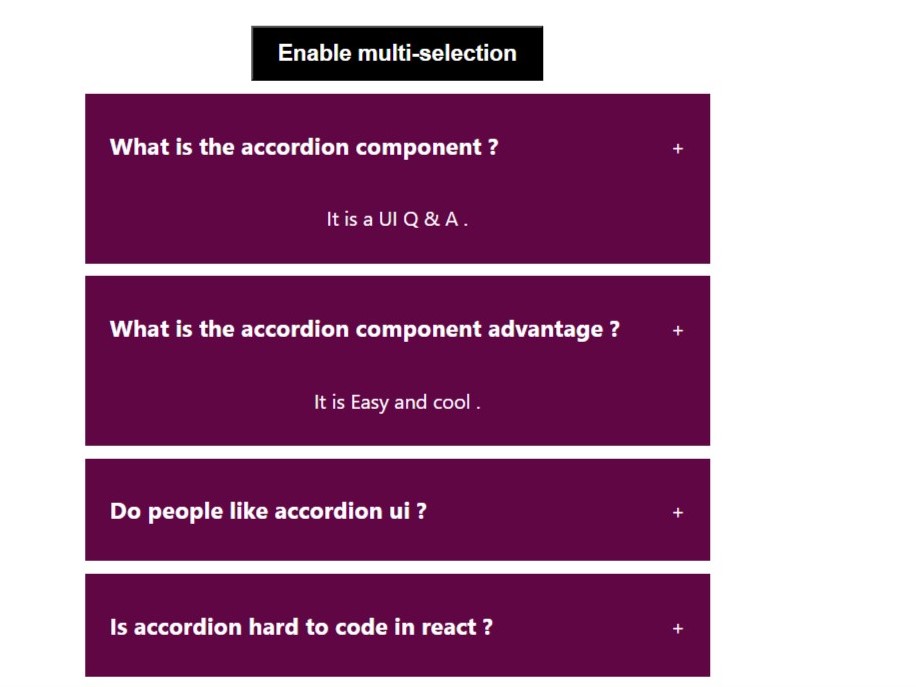 Enable multi-selection
What is the accordion component ? +
It is a UI Q & A .
What is the accordion component advantage ? +
It is Easy and cool .
Do people like accordion ui ? +
Is accordion hard to code in react ? +